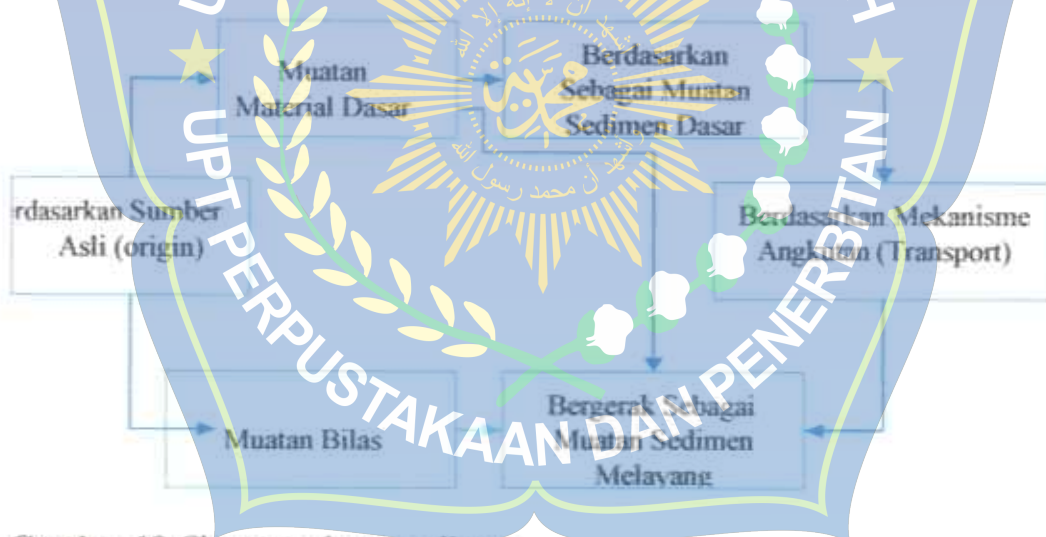 Muatan
Material Dasar
Berdasarkan
Sebagai Muatan
Sedimen Dasar
rdasarkan Sumber
Asli (origin)
Berdasarkan Mekanisme
Angkutan (Transport)
Muatan Bilas
Bergerak Sebagai
Muatan Sedimen
Melayang
UPT PERPUSTAKAAN DAN PENERBITAN
محمد